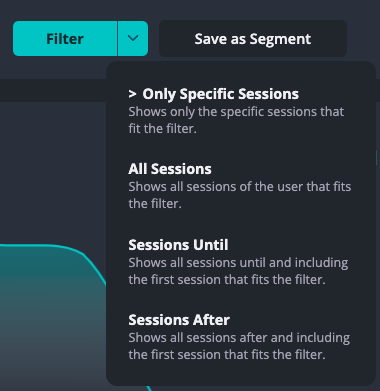 Filter
Save as Segment
> Only Specific Sessions
Shows only the specific sessions that
fit the filter.
All Sessions
Shows all sessions of the user that fits
the filter.
Sessions Until
Shows all sessions until and including
the first session that fits the filter.
Sessions After
Shows all sessions after and including
the first session that fits the filter.